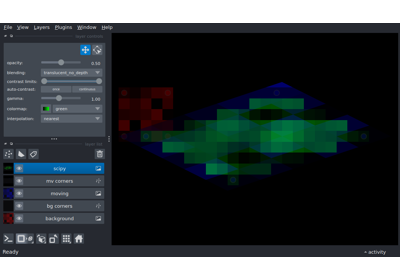 File View Layers Plugins Window Help
opacity: 0.50
blending: translucent_no_depth
contrast limits:
auto-contrast: once continuous
gamma: 1.00
colormap: green
interpolation: nearest
scipy
mv corners
moving
bg corners
background
Ready
activity